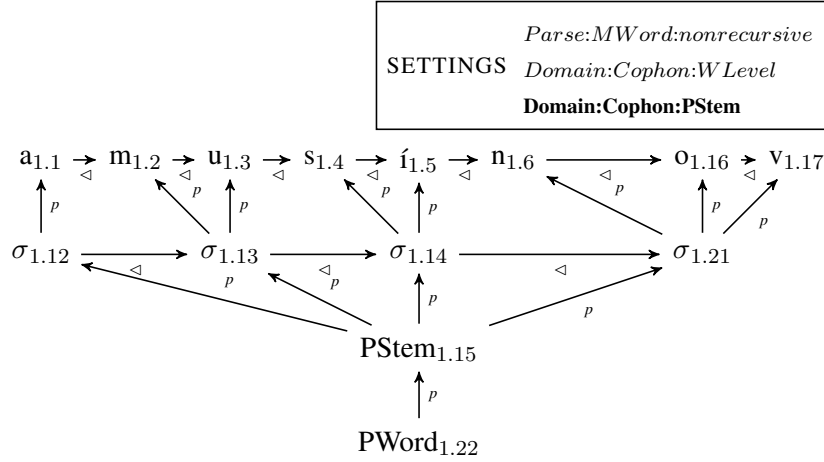 Parse:MWord:nonrecursive
SETTINGS Domain:Cophon:WLevel
Domain:Cophon:PStem
a1.1 ◁ m1.2 ◁ u1.3 ◁ s1.4 ◁ í1.5 ◁ n1.6 ◁ o1.16 ◁ v1.17
p p p p p p p p
σ1.12 ◁ σ1.13 ◁ σ1.14 ◁ σ1.21
p p p p
PStem1.15
p
PWord1.22